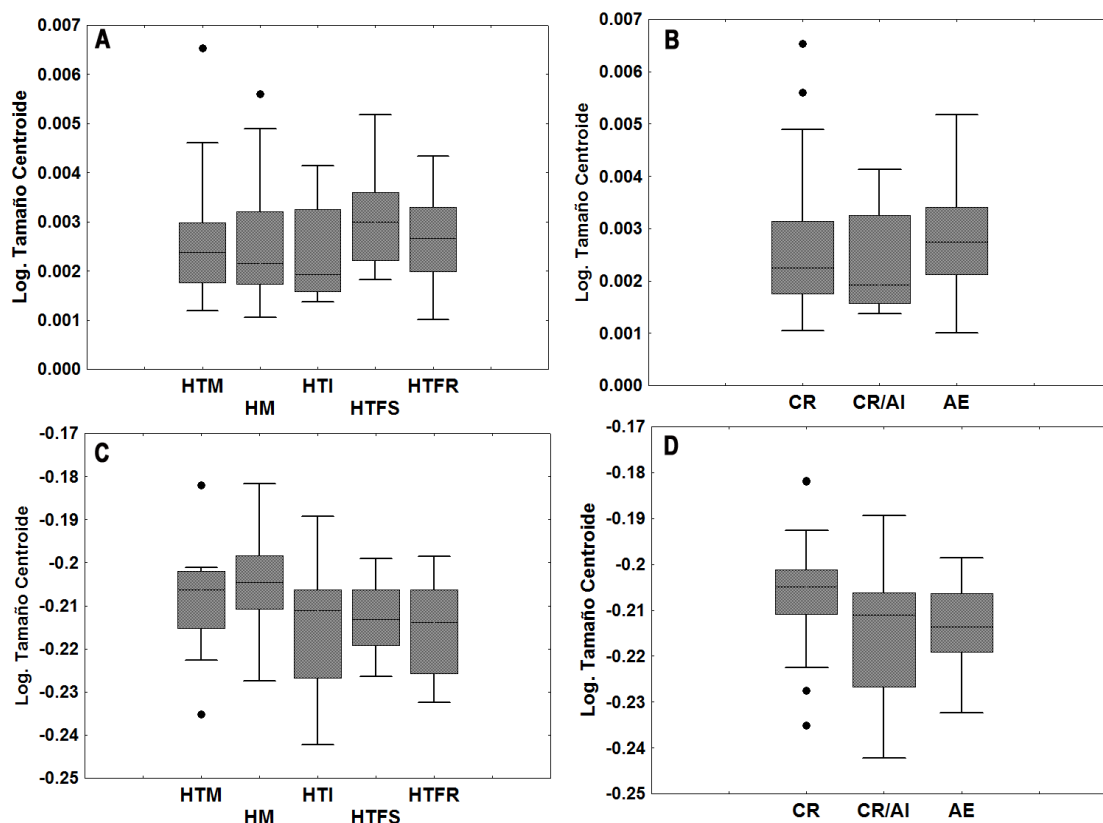 A
Log. Tamaño Centroide
0.007
0.006
0.005
0.004
0.003
0.002
0.001
0.000
HTM
HM
HTI
HTFS
HTFR
B
Log. Tamaño Centroide
0.007
0.006
0.005
0.004
0.003
0.002
0.001
0.000
CR
CR/AI
AE
C
Log. Tamaño Centroide
-0.17
-0.18
-0.19
-0.2
-0.21
-0.22
-0.23
-0.24
-0.25
HTM
HM
HTI
HTFS
HTFR
D
Log. Tamaño Centroide
-0.17
-0.18
-0.19
-0.2
-0.21
-0.22
-0.23
-0.24
-0.25
CR
CR/AI
AE